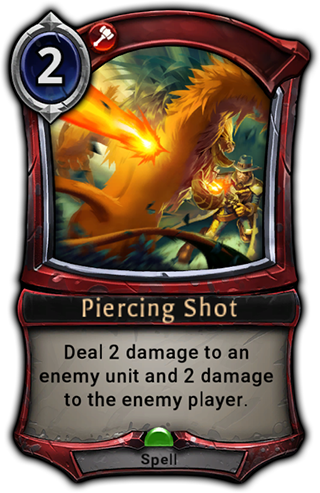 2
Piercing Shot
Deal 2 damage to an
enemy unit and 2 damage
to the enemy player.
Spell